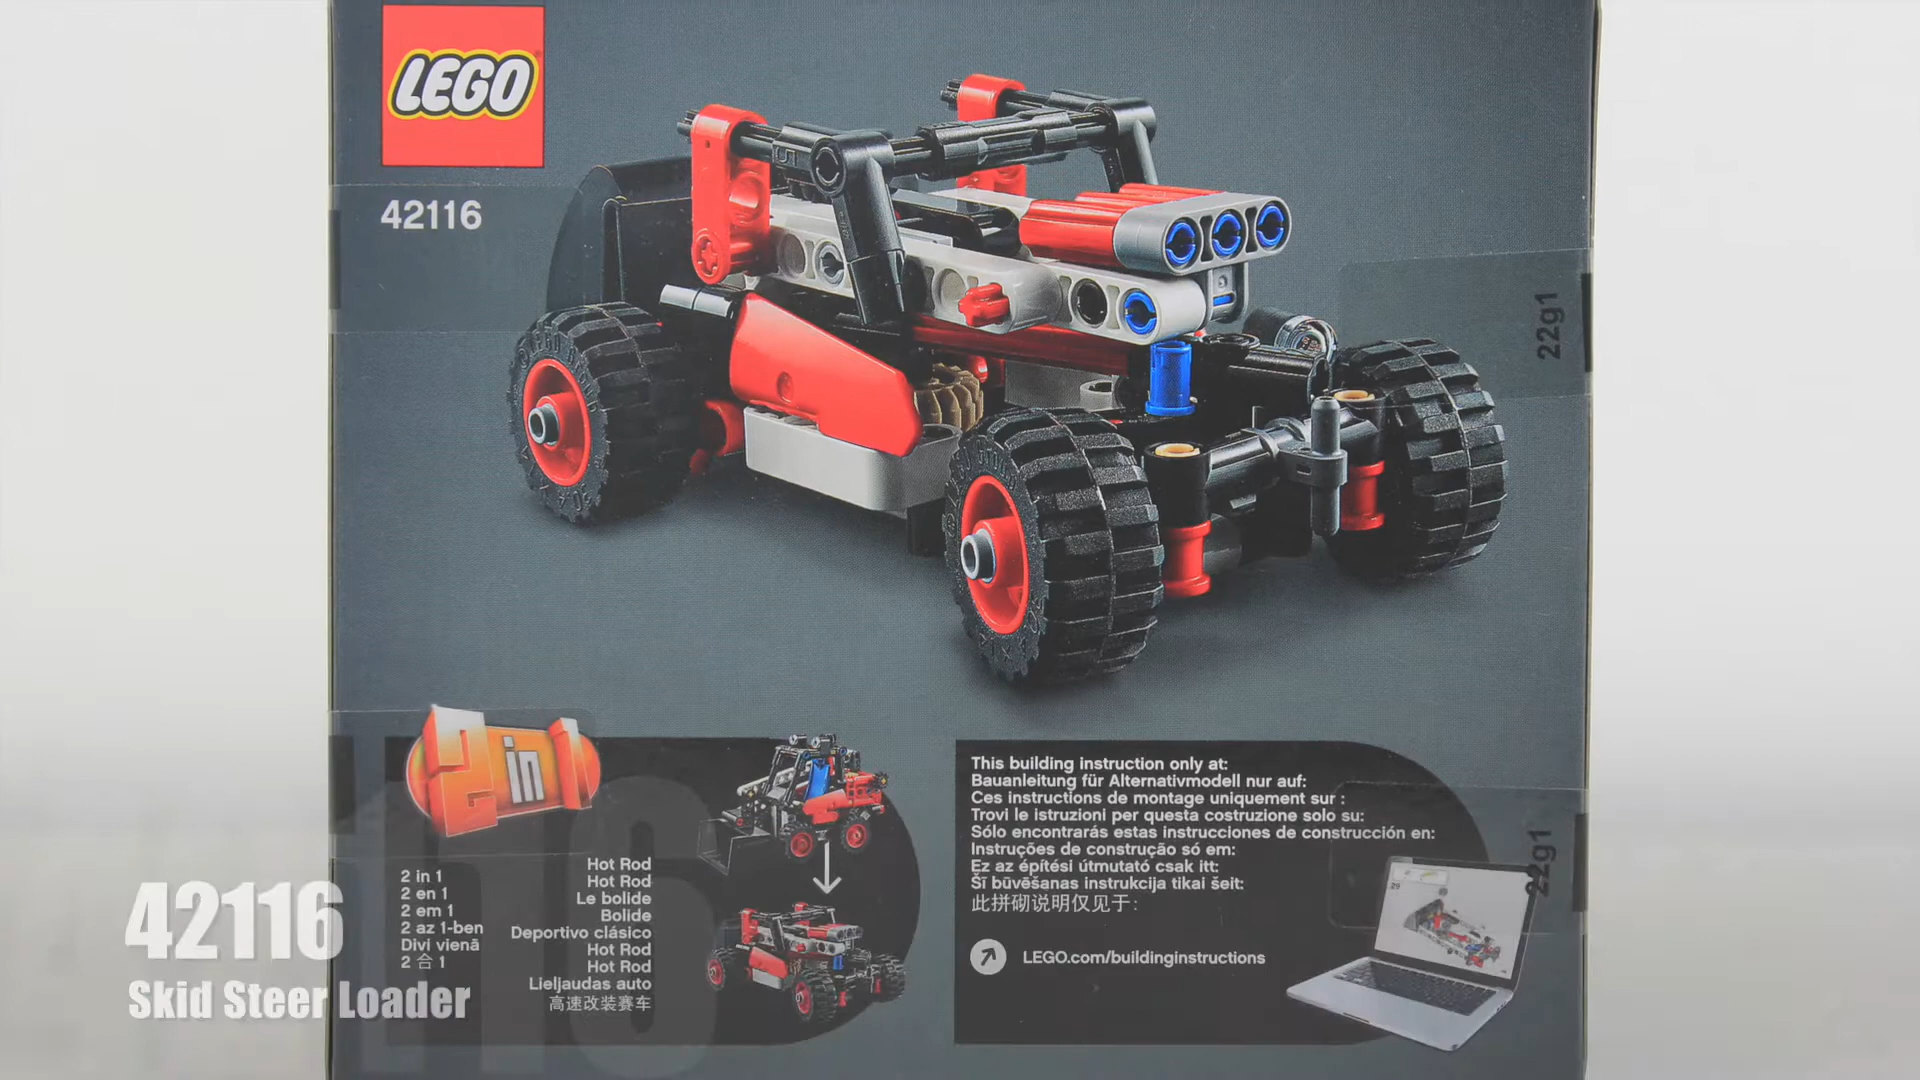 LEGO
42116
22g1
2 in 1
2 in 1
2 en 1
2 em 1
2 az 1-ben
Divi vienā
2 合 1
Hot Rod
Hot Rod
Le bolide
Bolide
Deportivo clásico
Hot Rod
Hot Rod
Lieljaudas auto
高速改装赛车
This building instruction only at:
Bauanleitung für Alternativmodell nur auf:
Ces instructions de montage uniquement sur :
Trovi le istruzioni per questa costruzione solo su:
Sólo encontrarás estas instrucciones de construcción en:
Instruções de construção só em:
Ez az építési útmutató csak itt:
Šī būvēšanas instrukcija tikai šeit:
此拼砌说明仅见于:
LEGO.com/buildinginstructions
22g1
42116
Skid Steer Loader